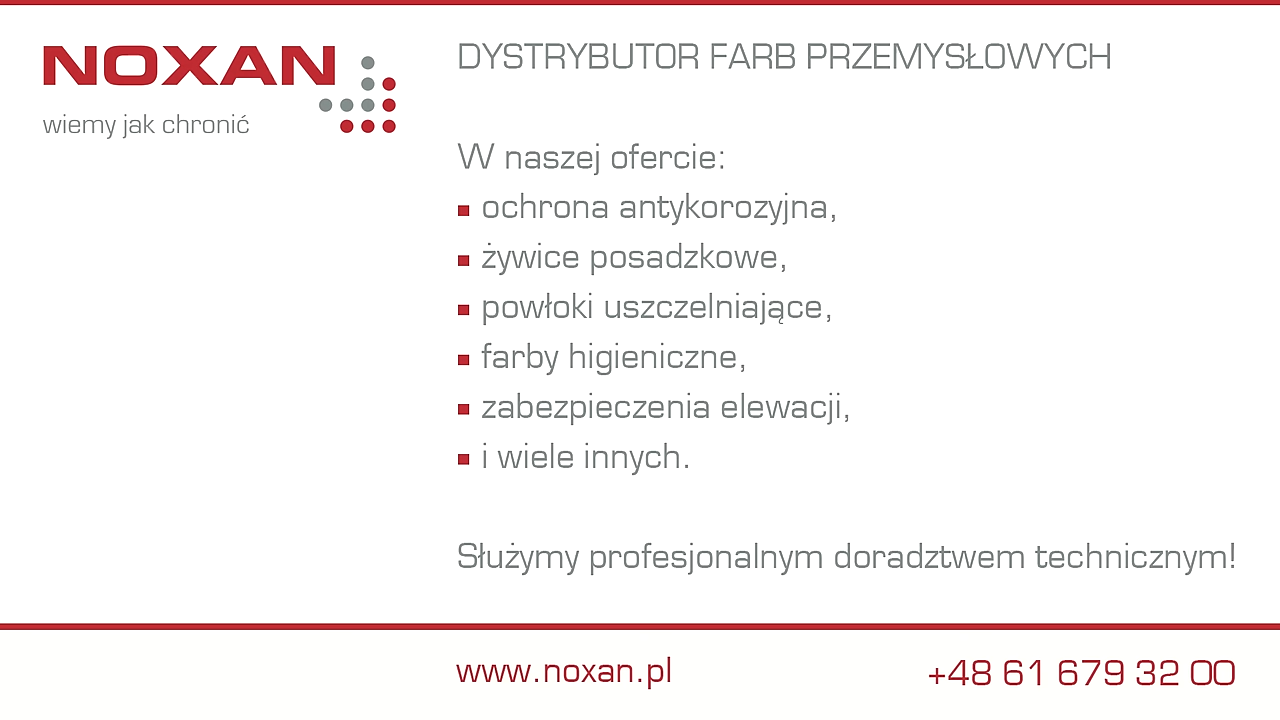 NOXAN
wiemy jak chronić
DYSTRYBUTOR FARB PRZEMYSŁOWYCH
W naszej ofercie:
ochrona antykorozyjna,
żywice posadzkowe,
powłoki uszczelniające,
farby higieniczne,
zabezpieczenia elewacji,
i wiele innych.
Służymy profesjonalnym doradztwem technicznym!
www.noxan.pl
+48 61 679 32 00